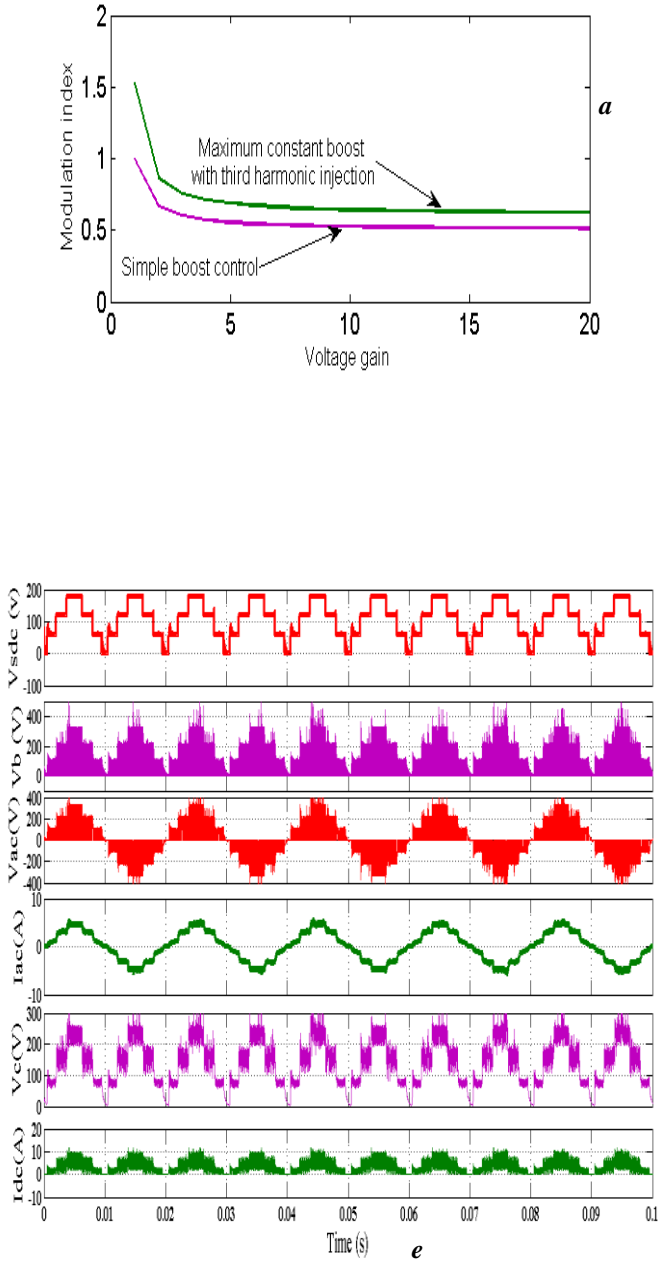 2
1.5
1
0.5
0
Modulation index
Maximum constant boost
with third harmonic injection
Simple boost control
0 5 10 15 20
Voltage gain
a
200
100
0
-100
Vsdc (v)
400
200
0
Vb (V)
400
200
0
-200
-400
Vac(V)
10
0
-10
Iac(A)
300
200
100
0
Vc(V)
20
10
0
-10
Idc(A)
0 0.01 0.02 0.03 0.04 0.05 0.06 0.07 0.08 0.09 0.1
Time (s)
e